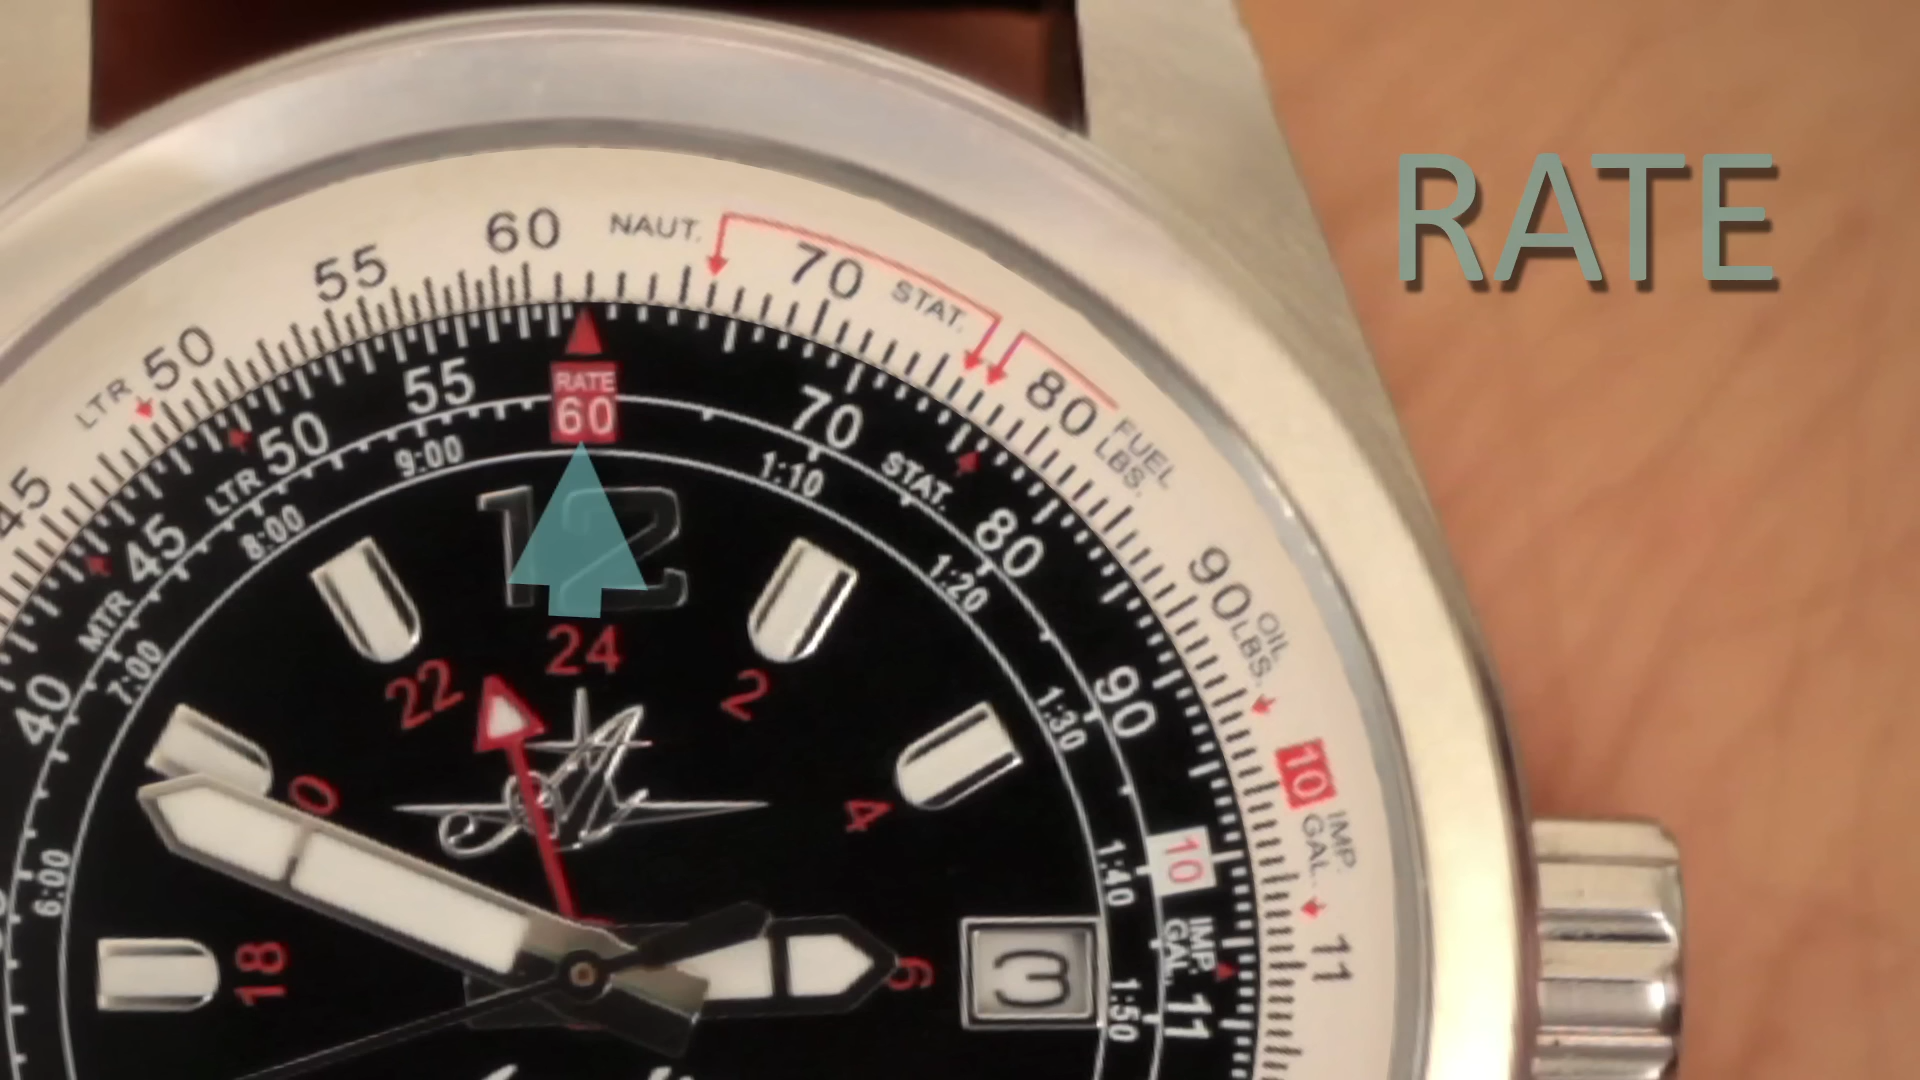 RATE
60
NAUT.
70
STAT.
80
FUEL
LBS.
90
OIL
LBS.
10
IMP.
GAL.
11
55
50
LTR
45
RATE
60
70
STAT.
80
90
10
IMP.
GAL.
11
55
50
LTR
45
MTR
40
9:00
8:00
7:00
6:00
1:10
1:20
1:30
1:40
1:50
12
24
22
2
4
6
18
3